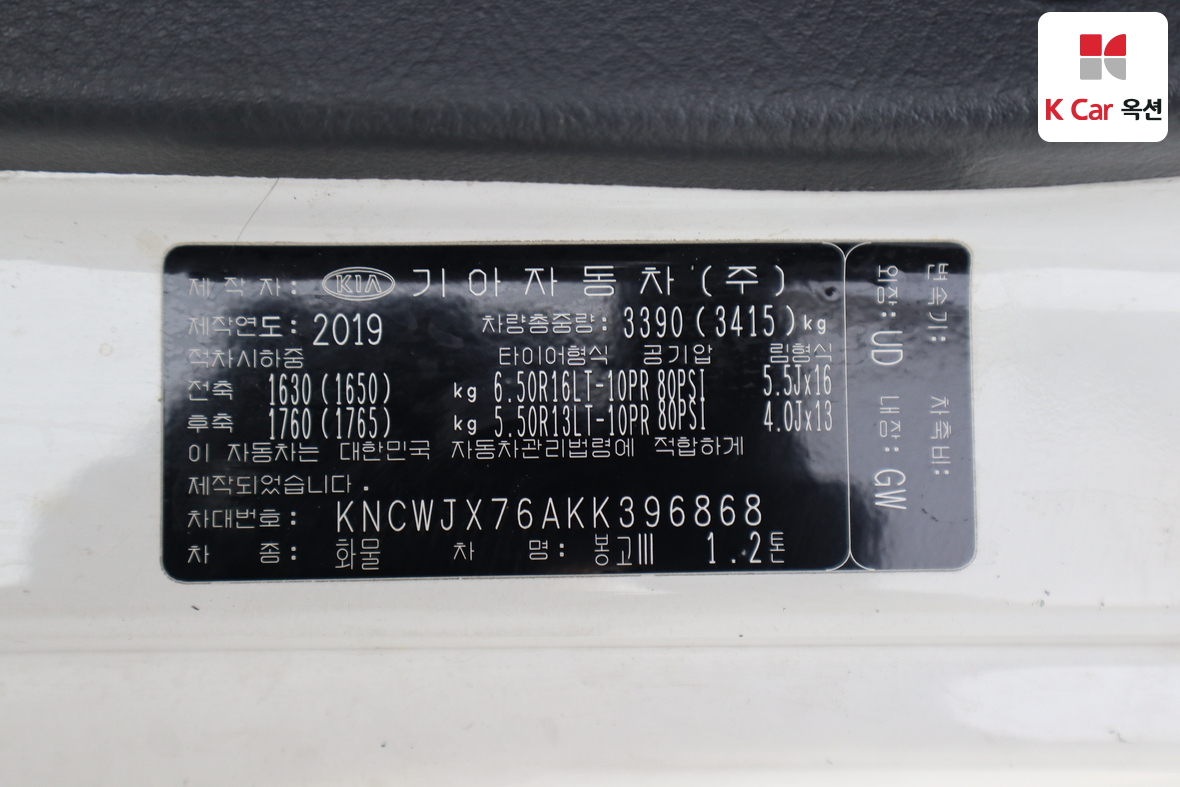 K Car 옥션
제 작 자: KIA 기 아 자 동 차 (주)
제작연도: 2019 차량총중량: 3390 (3415) kg
적차시하중 타이어형식 공기압 림형식
전축 1630 (1650) kg 6.50R16LT-10PR 80PSI 5.5Jx16
후축 1760 (1765) kg 5.50R13LT-10PR 80PSI 4.0Jx13
이 자동차는 대한민국 자동차관리법령에 적합하게
제작되었습니다.
차대번호: KNCWJX76AKK396868
차 종: 화물 차 명: 봉고Ⅲ 1.2톤
변속기: 차축비:
외장: UD 내장: GW